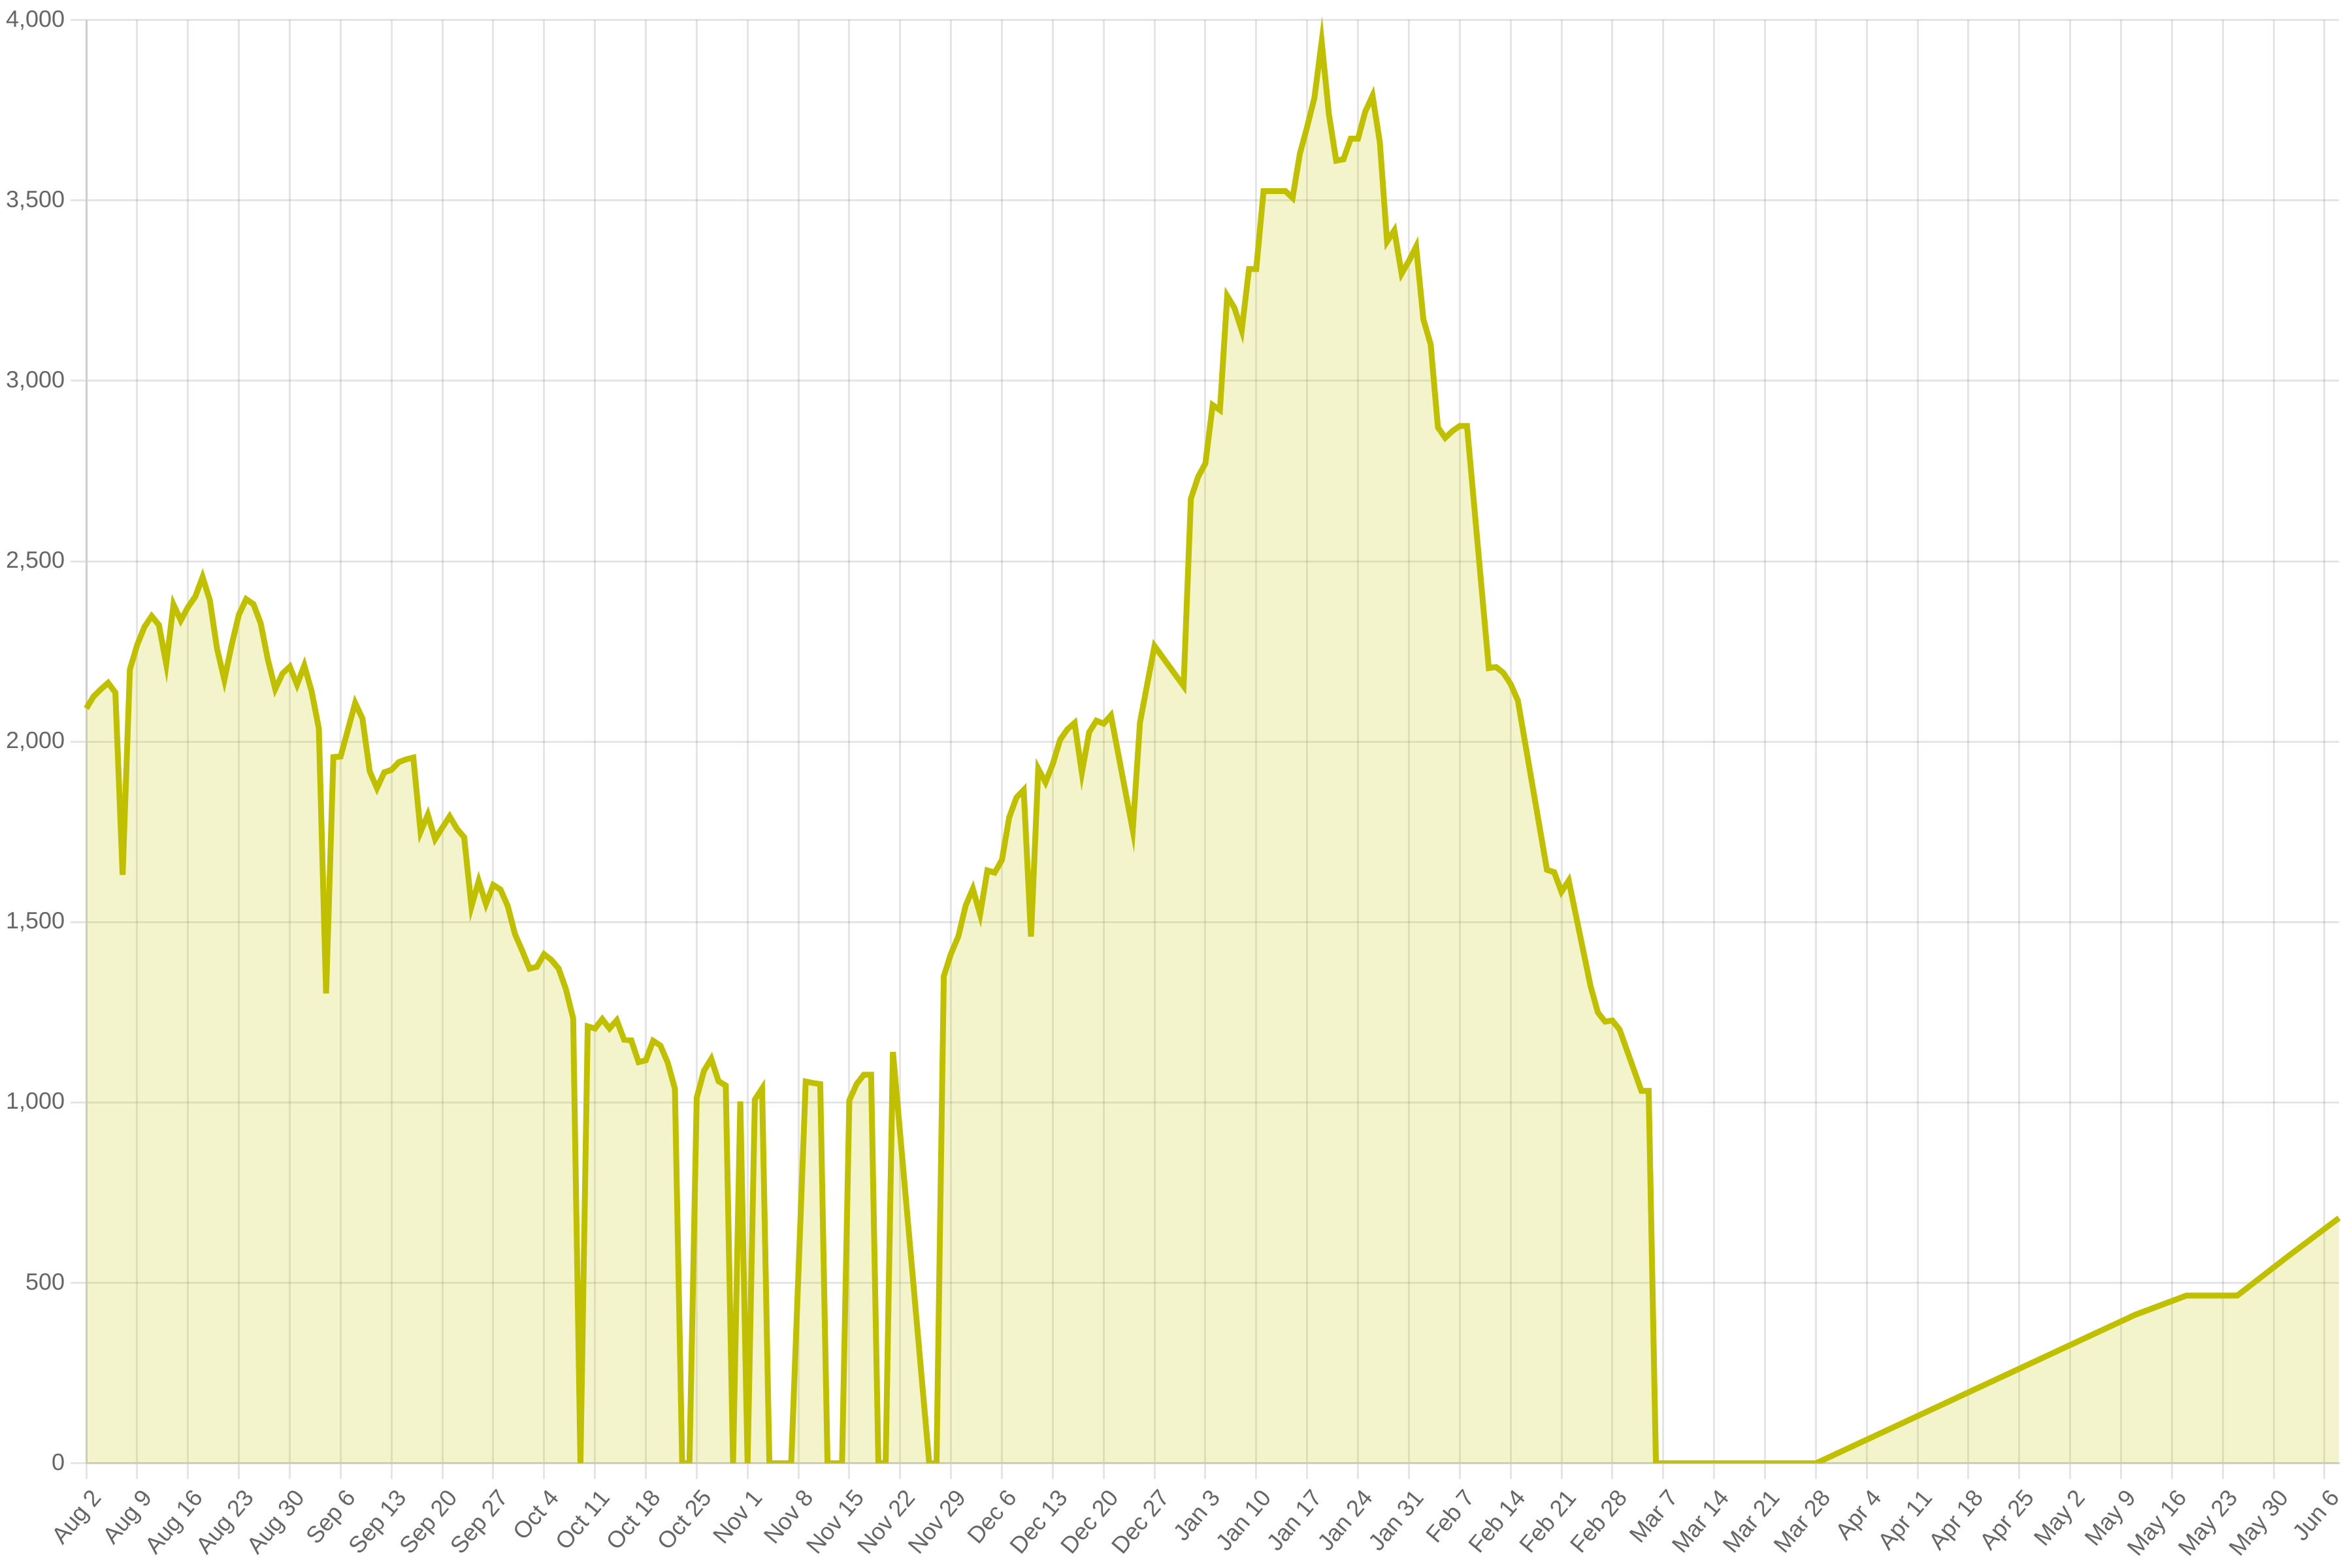 4,000
3,500
3,000
2,500
2,000
1,500
1,000
500
0
Aug 2
Aug 9
Aug 16
Aug 23
Aug 30
Sep 6
Sep 13
Sep 20
Sep 27
Oct 4
Oct 11
Oct 18
Oct 25
Nov 1
Nov 8
Nov 15
Nov 22
Nov 29
Dec 6
Dec 13
Dec 20
Dec 27
Jan 3
Jan 10
Jan 17
Jan 24
Jan 31
Feb 7
Feb 14
Feb 21
Feb 28
Mar 7
Mar 14
Mar 21
Mar 28
Apr 4
Apr 11
Apr 18
Apr 25
May 2
May 9
May 16
May 23
May 30
Jun 6